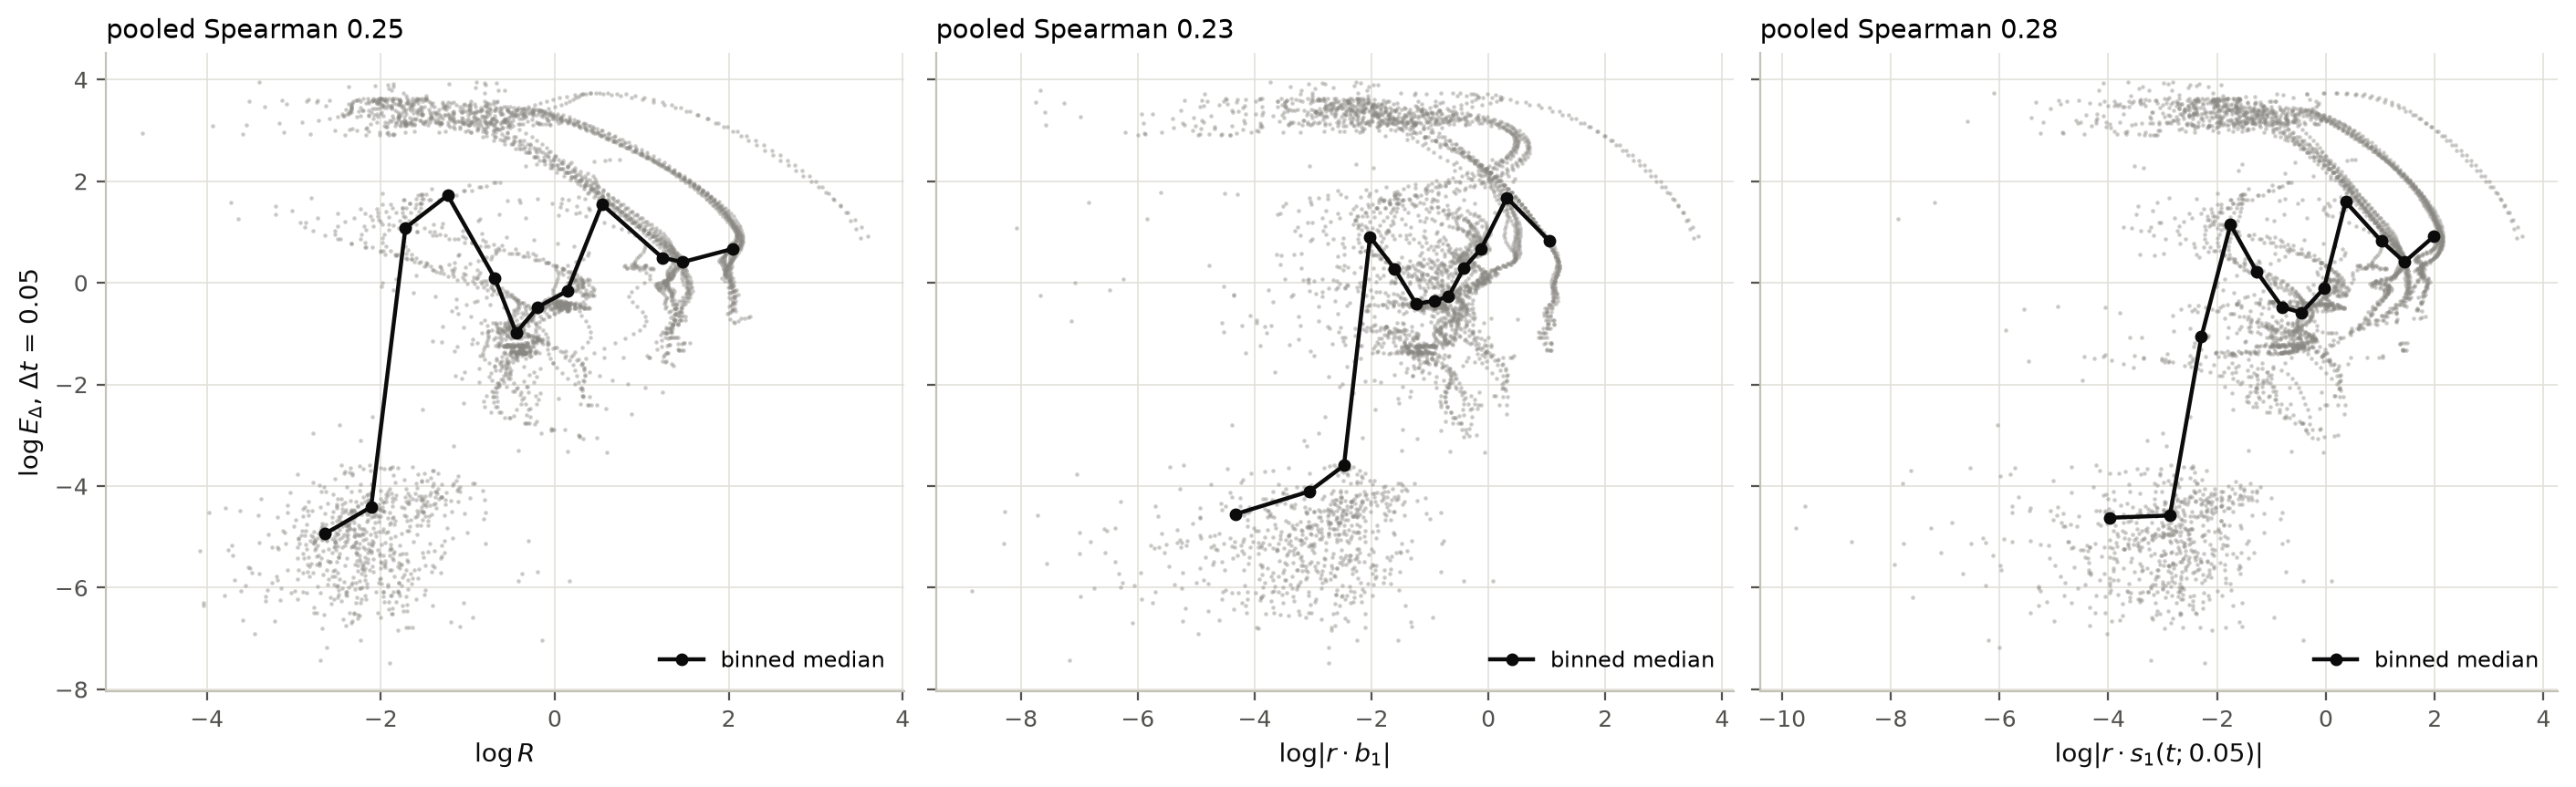 pooled Spearman 0.25
pooled Spearman 0.23
pooled Spearman 0.28
log E_Δ, Δt = 0.05
4
2
0
−2
−4
−6
−8
binned median
binned median
binned median
−4 −2 0 2 4
−8 −6 −4 −2 0 2 4
−10 −8 −6 −4 −2 0 2 4
log R
log|r · b₁|
log|r · s₁(t; 0.05)|